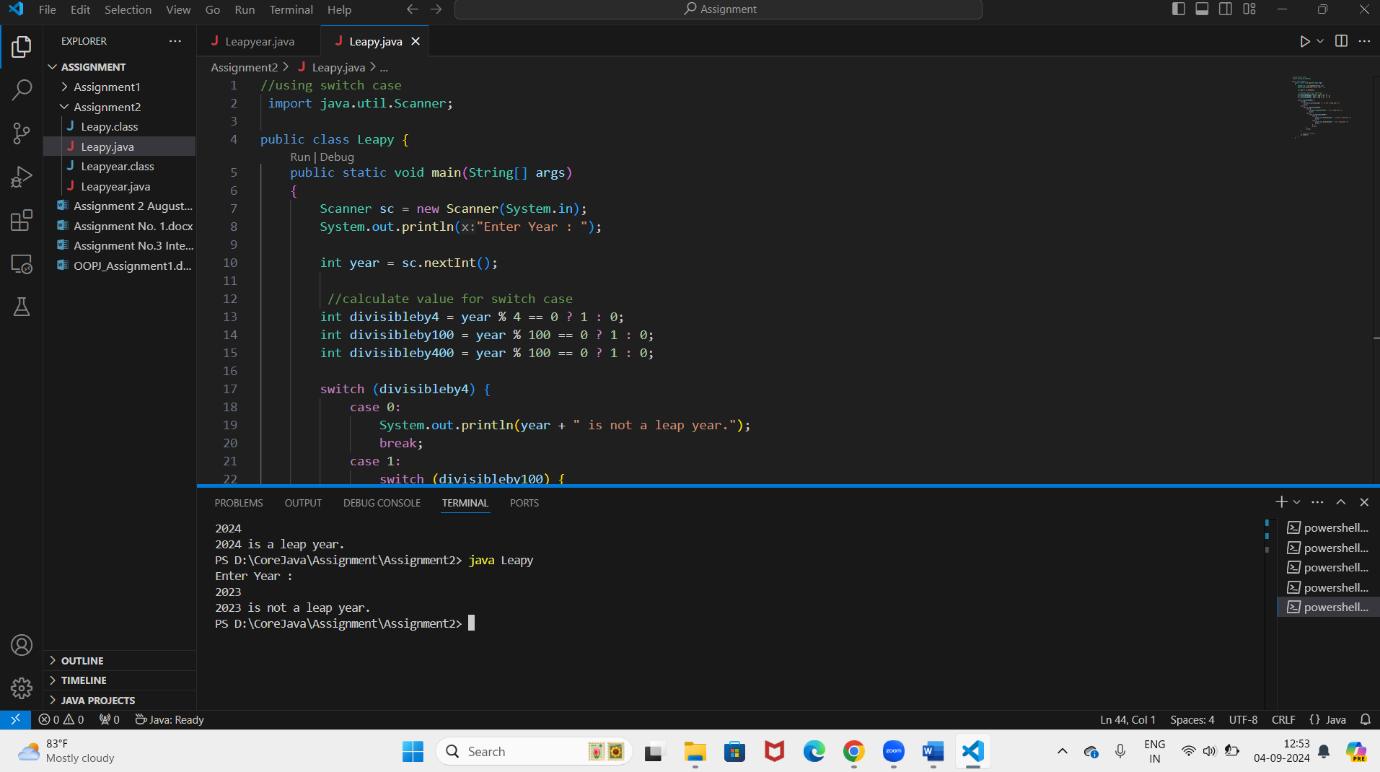 File Edit Selection View Go Run Terminal Help
Assignment
EXPLORER
ASSIGNMENT
Assignment1
Assignment2
Leapy.class
Leapy.java
Leapyear.class
Leapyear.java
Assignment 2 August...
Assignment No. 1.docx
Assignment No.3 Inte...
OOPJ_Assignment1.d...
OUTLINE
TIMELINE
JAVA PROJECTS
Leapyear.java
Leapy.java
Assignment2 > Leapy.java > ...
1 //using switch case
2 import java.util.Scanner;
3
4 public class Leapy {
Run | Debug
5 public static void main(String[] args)
6 {
7 Scanner sc = new Scanner(System.in);
8 System.out.println(x:"Enter Year : ");
9
10 int year = sc.nextInt();
11
12 //calculate value for switch case
13 int divisibleby4 = year % 4 == 0 ? 1 : 0;
14 int divisibleby100 = year % 100 == 0 ? 1 : 0;
15 int divisibleby400 = year % 100 == 0 ? 1 : 0;
16
17 switch (divisibleby4) {
18 case 0:
19 System.out.println(year + " is not a leap year.");
20 break;
21 case 1:
22 switch (divisibleby100) {
PROBLEMS OUTPUT DEBUG CONSOLE TERMINAL PORTS
2024
2024 is a leap year.
PS D:\CoreJava\Assignment\Assignment2> java Leapy
Enter Year :
2023
2023 is not a leap year.
PS D:\CoreJava\Assignment\Assignment2>
powershell...
powershell...
powershell...
powershell...
powershell...
0 0 0 Java: Ready
Ln 44, Col 1 Spaces: 4 UTF-8 CRLF {} Java
83°F
Mostly cloudy
Search
zoom
ENG
IN
12:53
04-09-2024
PRE